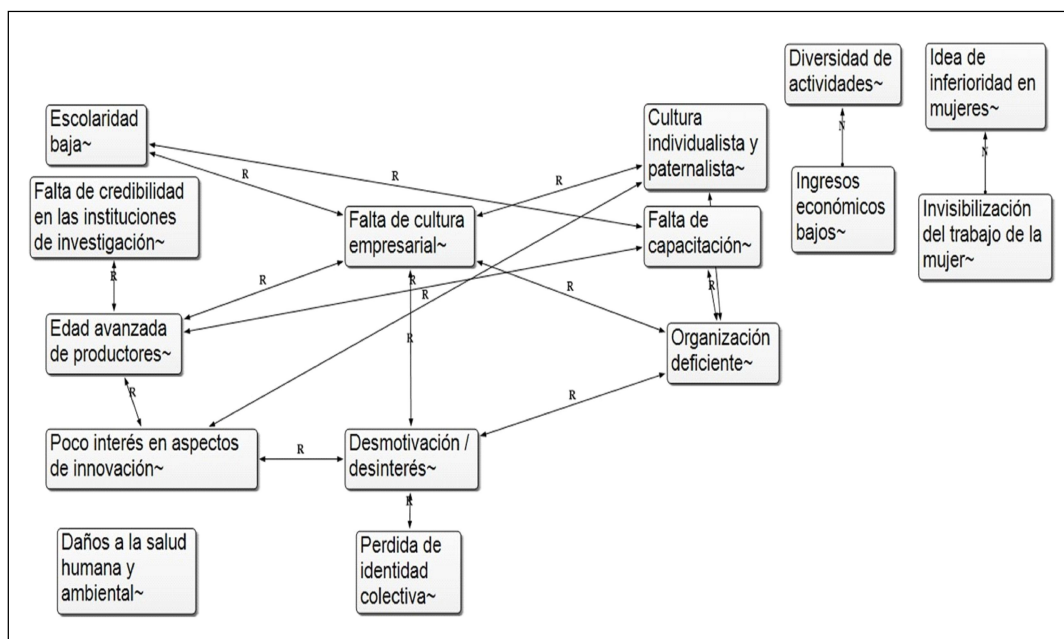 Escolaridad
baja~
Falta de credibilidad
en las instituciones
de investigación~
Edad avanzada
de productores~
Poco interés en aspectos
de innovación~
Daños a la salud
humana y
ambiental~
Falta de cultura
empresarial~
Desmotivación /
desinterés~
Perdida de
identidad
colectiva~
Cultura
individualista y
paternalista~
Falta de
capacitación~
Organización
deficiente~
Diversidad de
actividades~
Ingresos
económicos
bajos~
Idea de
inferioridad en
mujeres~
Invisibilización
del trabajo de la
mujer~
R
R
R
R
R
R
R
R
R
R
R
R
R
R
N
N